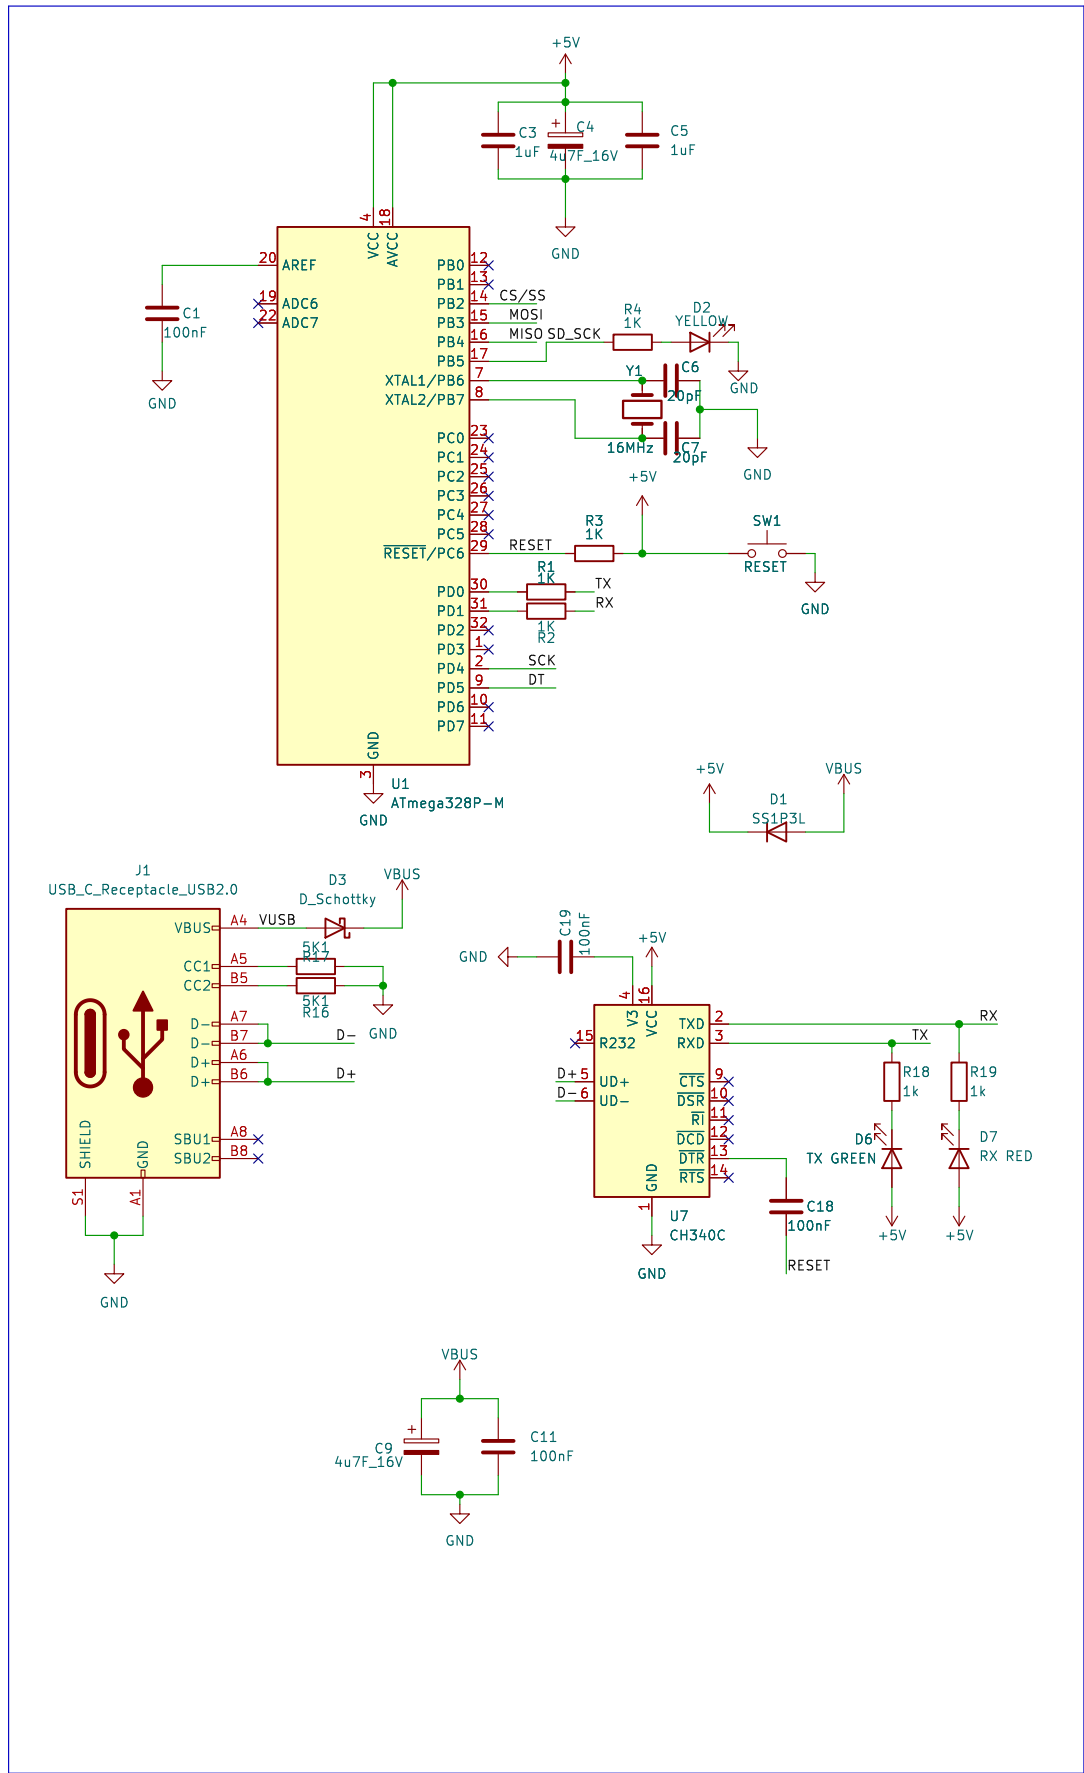 +5V
C3
1uF
+
C4
4u7F_16V
C5
1uF
GND
4
18
VCC
AVCC
20
AREF
19
ADC6
22
ADC7
C1
100nF
GND
PB0
12
PB1
13
PB2
14
CS/SS
PB3
15
MOSI
PB4
16
MISO
SD_SCK
PB5
17
R4
1K
D2
YELLOW
GND
XTAL1/PB6
7
XTAL2/PB7
8
Y1
16MHz
C6
20pF
C7
20pF
GND
PC0
23
PC1
24
PC2
25
PC3
26
PC4
27
PC5
28
RESET/PC6
29
RESET
R3
1K
+5V
SW1
RESET
GND
PD0
30
R1
1K
TX
PD1
31
RX
1K
R2
PD2
32
PD3
1
PD4
2
SCK
PD5
9
DT
PD6
10
PD7
11
GND
3
U1
ATmega328P-M
GND
+5V
VBUS
D1
SS1P3L
J1
USB_C_Receptacle_USB2.0
VBUS
A4
VUSB
D3
D_Schottky
VBUS
CC1
A5
5K1
R17
CC2
B5
5K1
R16
GND
D-
A7
D-
B7
D-
D+
A6
D+
B6
D+
SBU1
A8
SBU2
B8
SHIELD
GND
S1
A1
GND
GND
C19
100nF
+5V
4
16
V3
VCC
15
R232
TXD
2
RX
RXD
3
TX
D+
5
UD+
D-
6
UD-
CTS
9
DSR
10
RI
11
DCD
12
DTR
13
RTS
14
GND
1
U7
CH340C
GND
C18
100nF
RESET
R18
1k
R19
1k
D6
TX GREEN
D7
RX RED
+5V
+5V
VBUS
+
C9
4u7F_16V
C11
100nF
GND